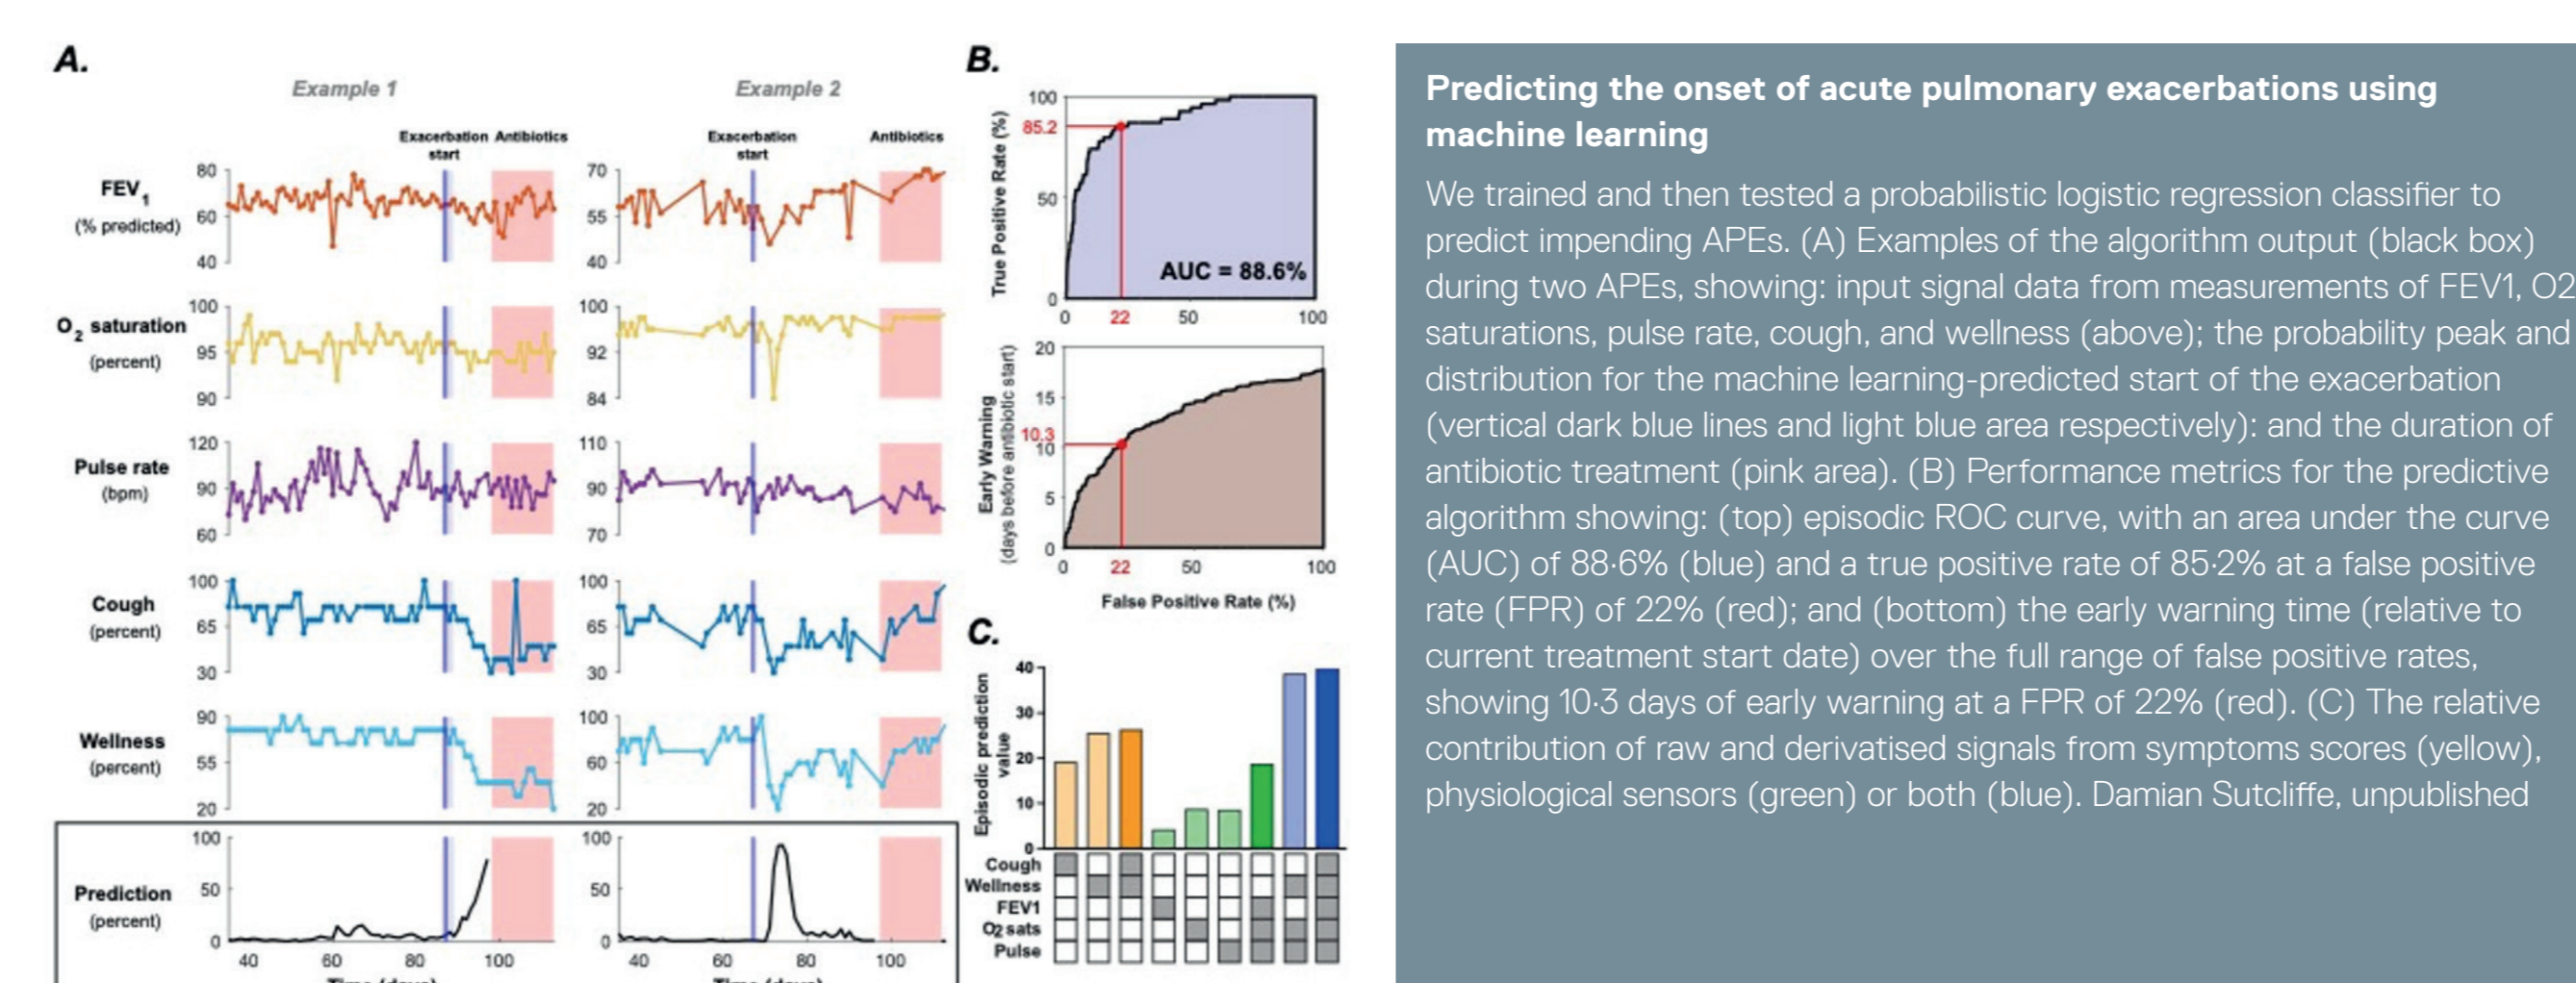 A.
Example 1
Example 2
Exacerbation start
Antibiotics
Exacerbation start
Antibiotics
FEV1
(% predicted)
80
60
40
70
55
40
O2 saturation
(percent)
100
95
90
100
92
84
Pulse rate
(bpm)
120
90
60
110
90
70
Cough
(percent)
100
65
30
100
65
30
Wellness
(percent)
90
55
20
100
60
20
Prediction
(percent)
100
50
0
100
50
0
40 60 80 100
40 60 80 100
Time (days)
Time (days)
B.
True Positive Rate (%)
100
85.2
50
0
AUC = 88.6%
0 22 50 100
Early Warning
(days before antibiotic start)
20
15
10.3
10
5
0
0 22 50 100
False Positive Rate (%)
C.
Episodic prediction
value
40
30
20
10
0
Cough
Wellness
FEV1
O2 sats
Pulse
Predicting the onset of acute pulmonary exacerbations using
machine learning
We trained and then tested a probabilistic logistic regression classifier to
predict impending APEs. (A) Examples of the algorithm output (black box)
during two APEs, showing: input signal data from measurements of FEV1, O2
saturations, pulse rate, cough, and wellness (above); the probability peak and
distribution for the machine learning-predicted start of the exacerbation
(vertical dark blue lines and light blue area respectively): and the duration of
antibiotic treatment (pink area). (B) Performance metrics for the predictive
algorithm showing: (top) episodic ROC curve, with an area under the curve
(AUC) of 88·6% (blue) and a true positive rate of 85·2% at a false positive
rate (FPR) of 22% (red); and (bottom) the early warning time (relative to
current treatment start date) over the full range of false positive rates,
showing 10·3 days of early warning at a FPR of 22% (red). (C) The relative
contribution of raw and derivatised signals from symptoms scores (yellow),
physiological sensors (green) or both (blue). Damian Sutcliffe, unpublished